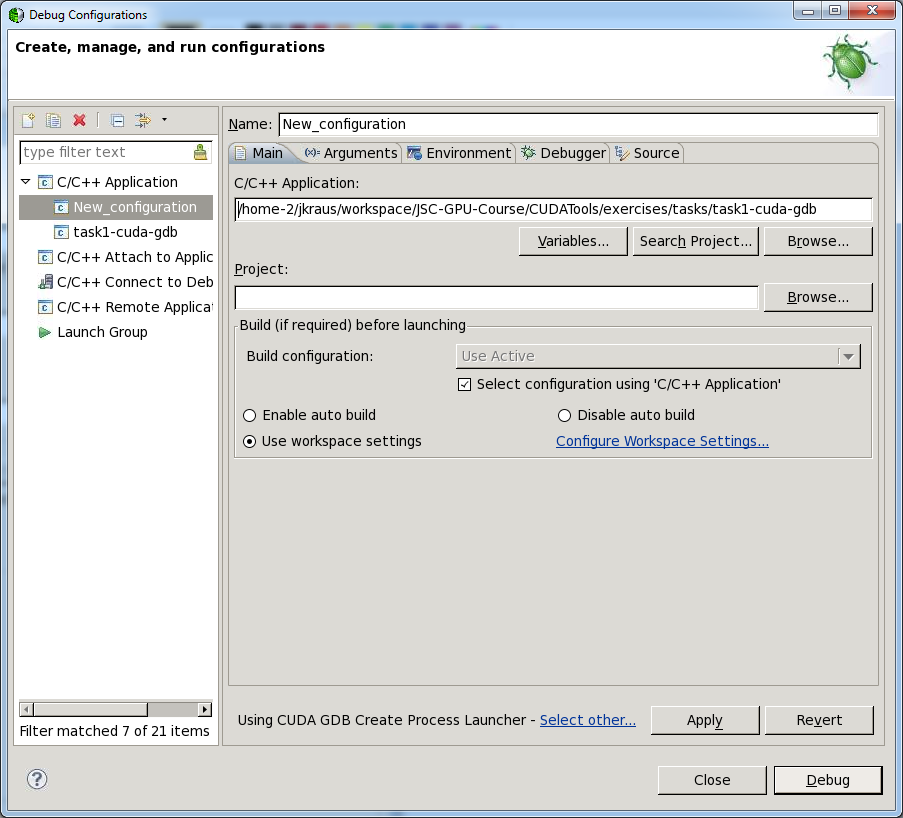 Debug Configurations
Create, manage, and run configurations
type filter text
C/C++ Application
New_configuration
task1-cuda-gdb
C/C++ Attach to Applic
C/C++ Connect to Deb
C/C++ Remote Applicat
Launch Group
Filter matched 7 of 21 items
Name: New_configuration
Main (x)= Arguments Environment Debugger Source
C/C++ Application:
/home-2/jkraus/workspace/JSC-GPU-Course/CUDATools/exercises/tasks/task1-cuda-gdb
Variables... Search Project... Browse...
Project:
Browse...
Build (if required) before launching
Build configuration: Use Active
Select configuration using 'C/C++ Application'
Enable auto build Disable auto build
Use workspace settings Configure Workspace Settings...
Using CUDA GDB Create Process Launcher - Select other... Apply Revert
? Close Debug